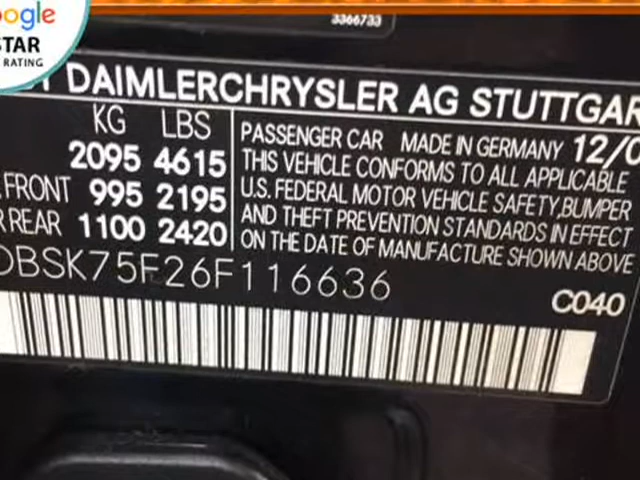 3366733
Google
STAR
RATING
DAIMLERCHRYSLER AG STUTTGAR
KG LBS
2095 4615
FRONT 995 2195
REAR 1100 2420
PASSENGER CAR MADE IN GERMANY 12/0
THIS VEHICLE CONFORMS TO ALL APPLICABLE
U.S. FEDERAL MOTOR VEHICLE SAFETY,BUMPER
AND THEFT PREVENTION STANDARDS IN EFFECT
ON THE DATE OF MANUFACTURE SHOWN ABOVE
DBSK75F26F116636
C040